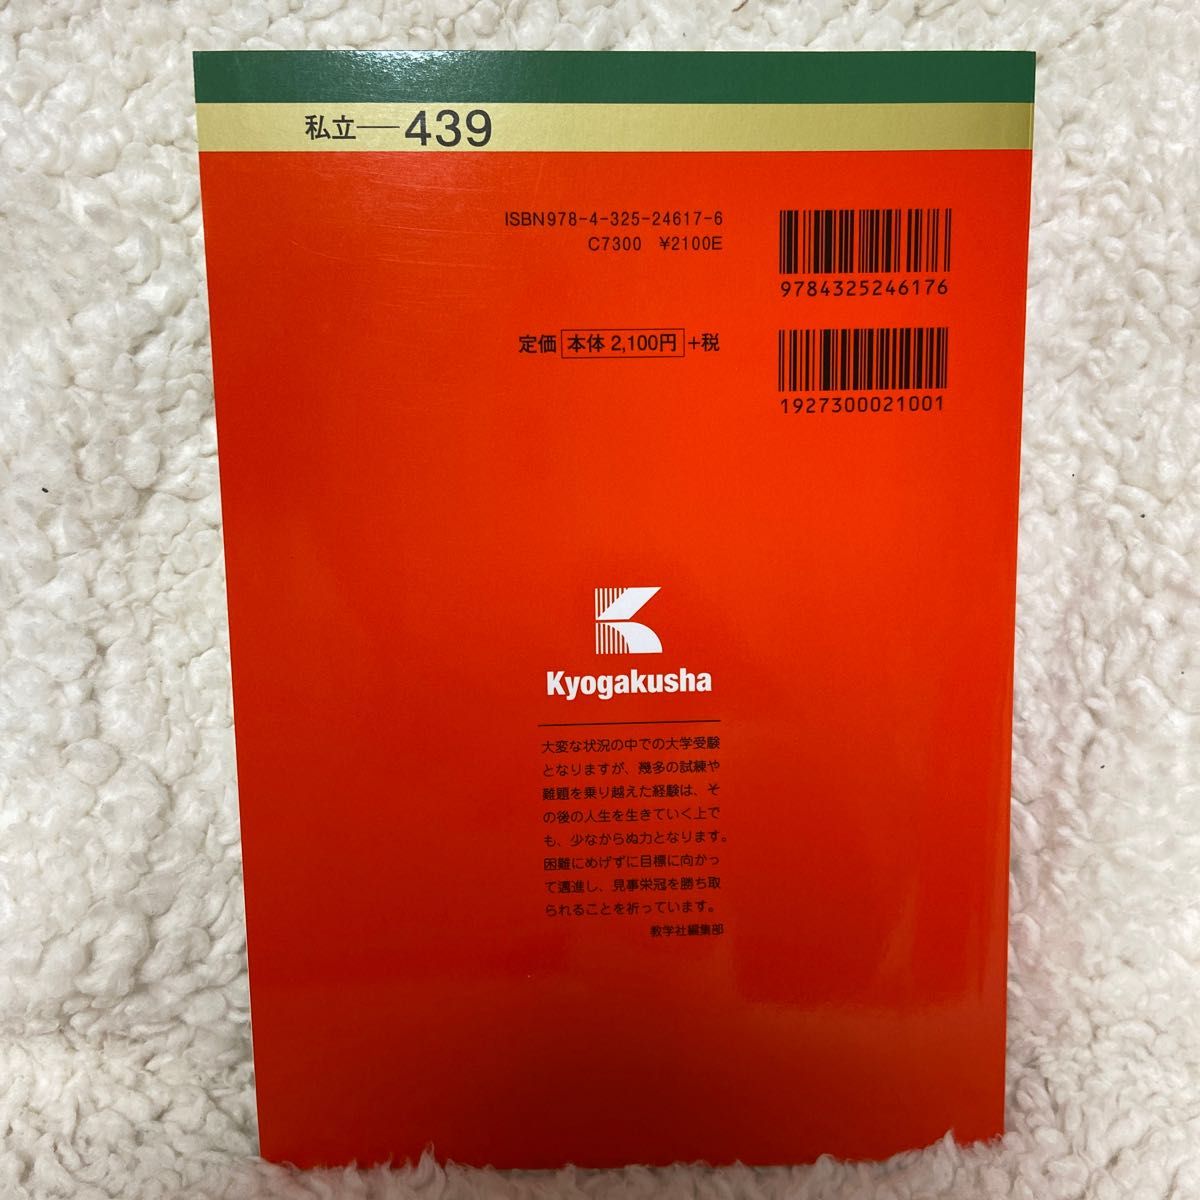 私立―439
ISBN978-4-325-24617-6
C7300 ¥2100E
9784325246176
定価 本体 2,100円 +税
1927300021001
Kyogakusha
大変な状況の中での大学受験
となりますが、幾多の試練や
難題を乗り越えた経験は、そ
の後の人生を生きていく上で
も、少なからぬ力となります。
困難にめげずに目標に向かっ
て邁進し、見事栄冠を勝ち取
られることを祈っています。
教学社編集部